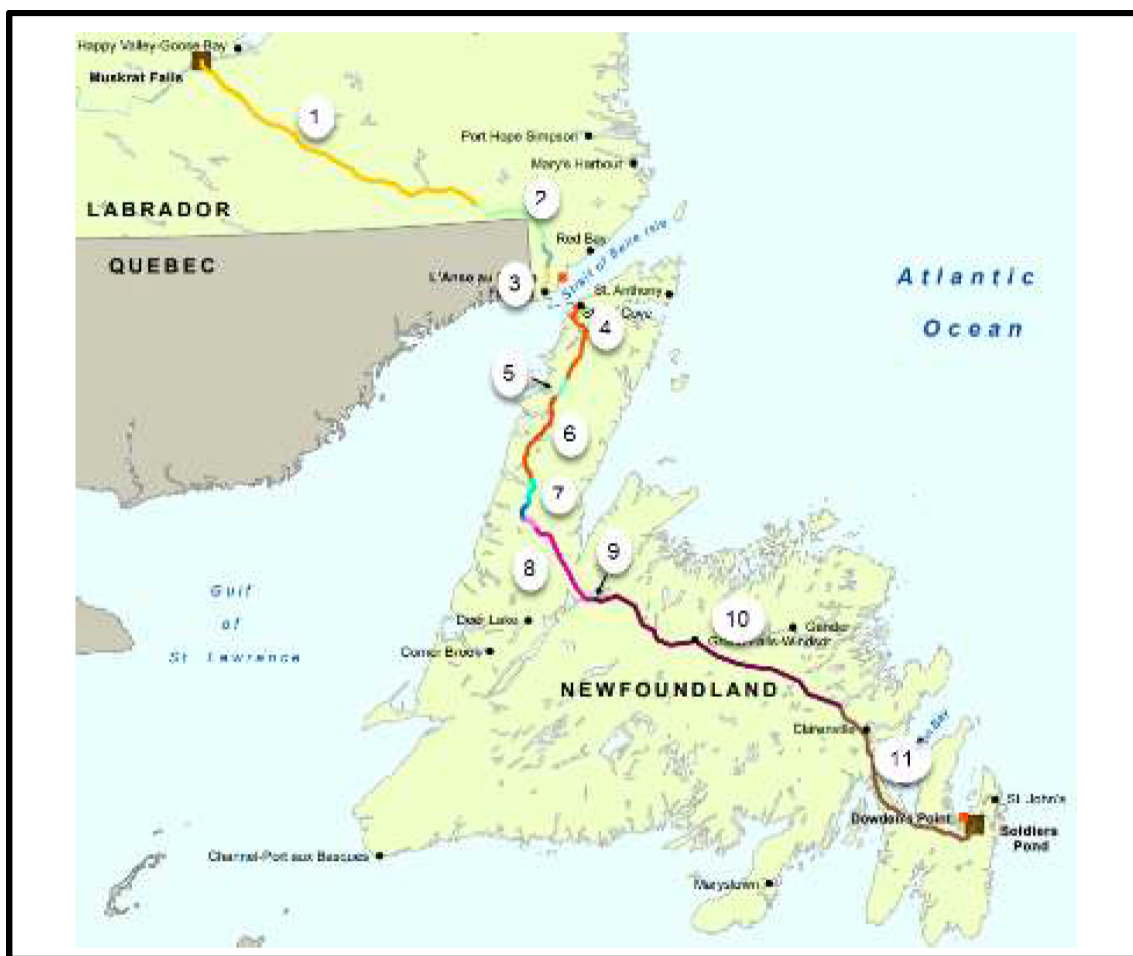 Happy Valley-Goose Bay
Muskrat Falls
1
Port Hope Simpson
Mary's Harbour
2
LABRADOR
Red Bay
QUEBEC
Strait of Belle Isle
L'Anse au
3
St. Anthony
Atlantic
Ocean
4
5
6
7
8
9
Gulf
of
St. Lawrence
Deer Lake
10
Gander
Corner Brook
NEWFOUNDLAND
Clarenville
11
St. John's
Dowden's Point
Soldiers
Pond
Channel-Port aux Basques
Marystown